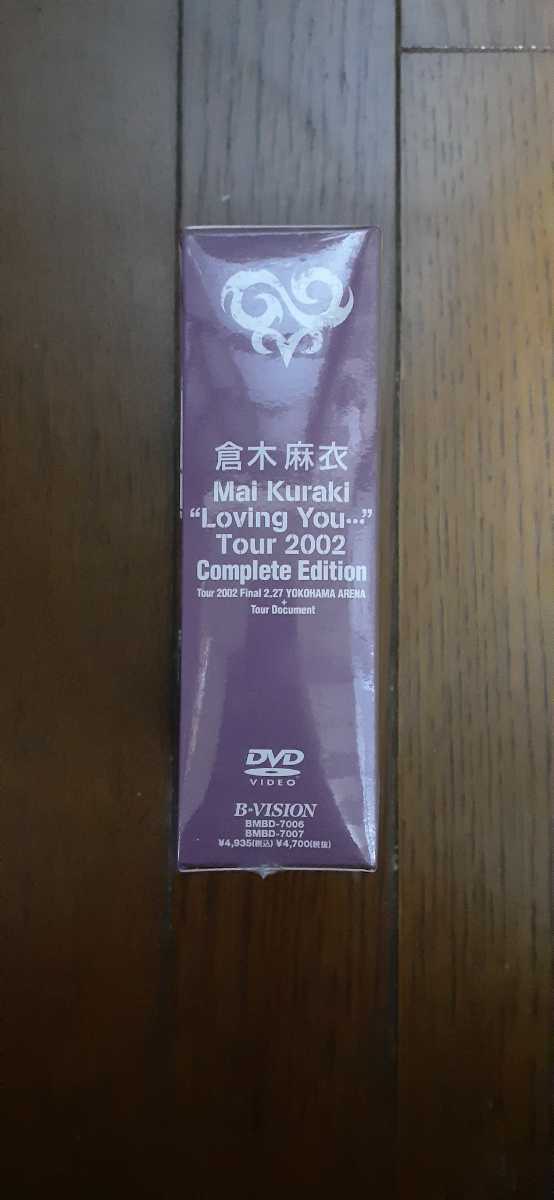 倉木 麻衣
Mai Kuraki
“Loving You…”
Tour 2002
Complete Edition
Tour 2002 Final 2.27 YOKOHAMA ARENA
+
Tour Document
DVD
VIDEO
B-VISION
BMBD-7006
BMBD-7007
¥4,935(税込) ¥4,700(税抜)